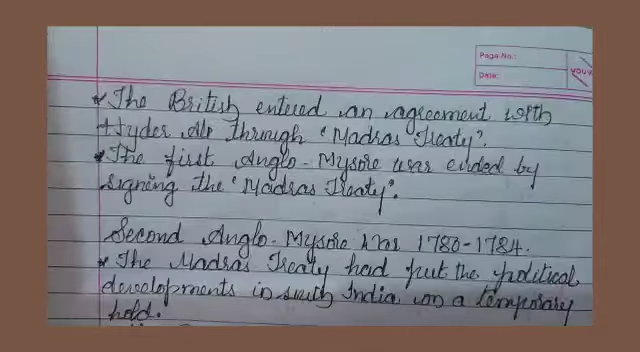 Page No.:
Date:
YOUVA
* The British entered an agreement with
Hyder Ali through 'Madras Treaty'.
* The first Anglo-Mysore war ended by
signing the 'Madras Treaty'.
Second Anglo-Mysore War 1780-1784.
* The Madras Treaty had put the political
developments in south India on a temporary
hold.